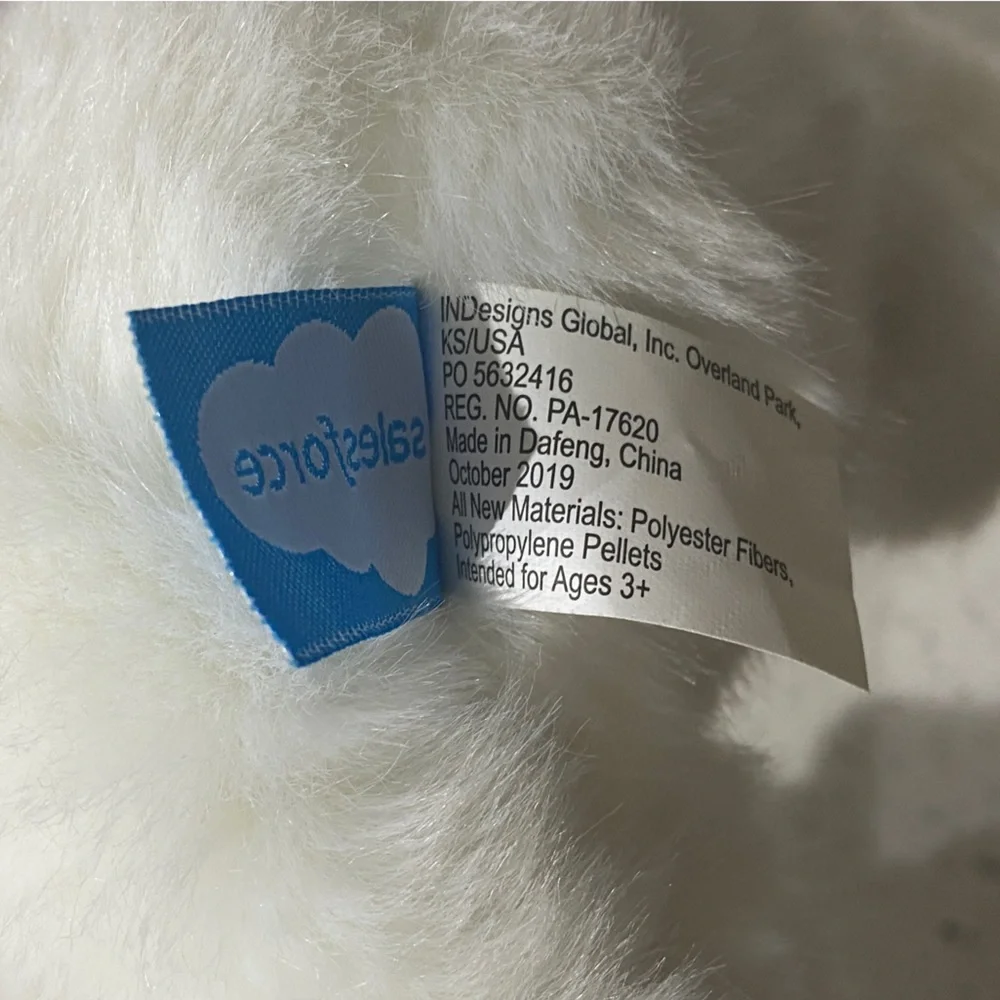 salesforce
INDesigns Global, Inc. Overland Park,
KS/USA
PO 5632416
REG. NO. PA-17620
Made in Dafeng, China
October 2019
All New Materials: Polyester Fibers,
Polypropylene Pellets
Intended for Ages 3+